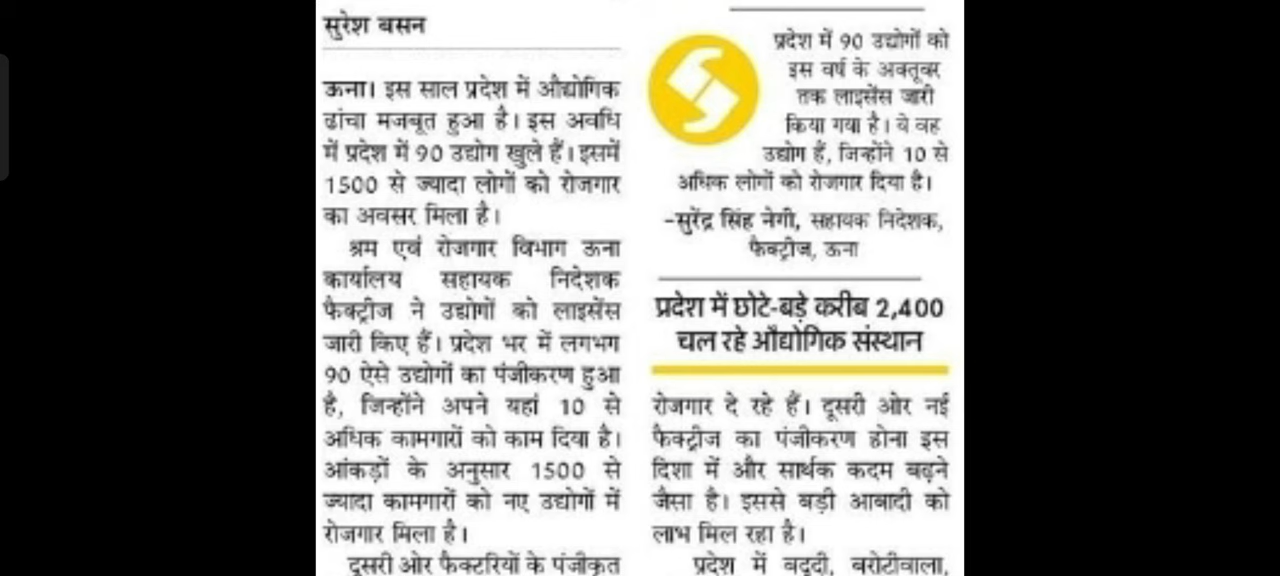 सुरेश बसन
ऊना। इस साल प्रदेश में औद्योगिक
ढांचा मजबूत हुआ है। इस अवधि
में प्रदेश में 90 उद्योग खुले हैं। इसमें
1500 से ज्यादा लोगों को रोजगार
का अवसर मिला है।
श्रम एवं रोजगार विभाग ऊना
कार्यालय सहायक निदेशक
फैक्ट्रीज ने उद्योगों को लाइसेंस
जारी किए हैं। प्रदेश भर में लगभग
90 ऐसे उद्योगों का पंजीकरण हुआ
है, जिन्होंने अपने यहां 10 से
अधिक कामगारों को काम दिया है।
आंकड़ों के अनुसार 1500 से
ज्यादा कामगारों को नए उद्योगों में
रोजगार मिला है।
दूसरी ओर फैक्टरियों के पंजीकृत
प्रदेश में 90 उद्योगों को
इस वर्ष के अक्तूबर
तक लाइसेंस जारी
किया गया है। ये वह
उद्योग हैं, जिन्होंने 10 से
अधिक लोगों को रोजगार दिया है।
-सुरेंद्र सिंह नेगी, सहायक निदेशक,
फैक्ट्रीज, ऊना
प्रदेश में छोटे-बड़े करीब 2,400
चल रहे औद्योगिक संस्थान
रोजगार दे रहे हैं। दूसरी ओर नई
फैक्ट्रीज का पंजीकरण होना इस
दिशा में और सार्थक कदम बढ़ने
जैसा है। इससे बड़ी आबादी को
लाभ मिल रहा है।
प्रदेश में बद्दी, बरोटीवाला,